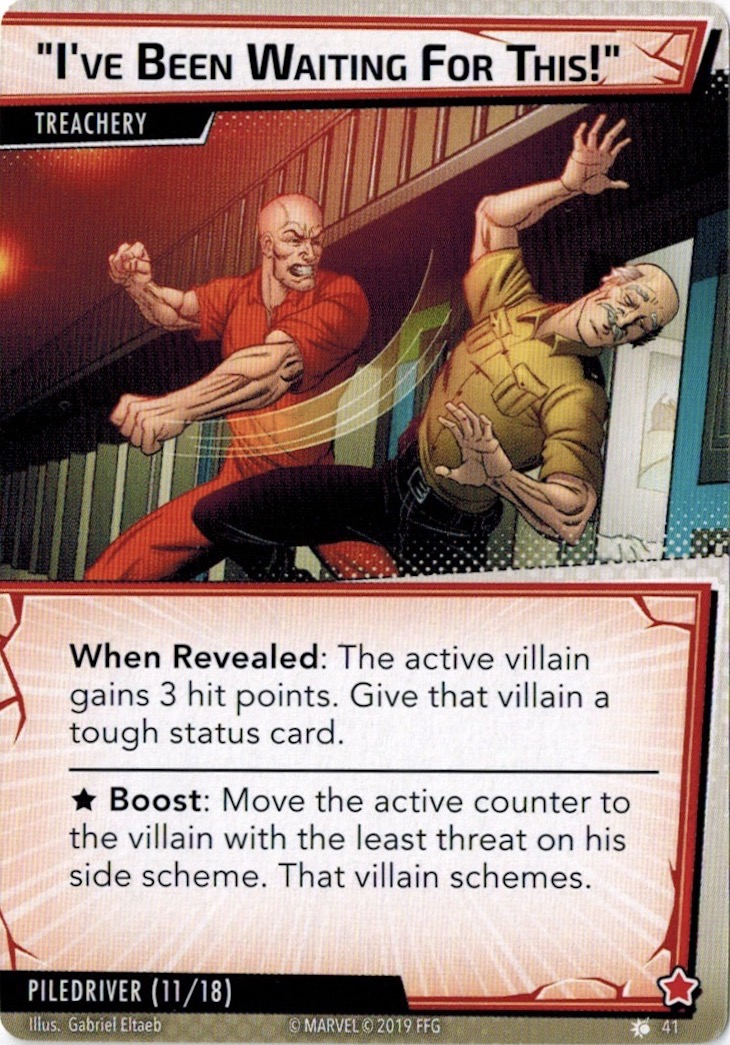 "I've Been Waiting For This!"
TREACHERY
When Revealed: The active villain
gains 3 hit points. Give that villain a
tough status card.
★ Boost: Move the active counter to
the villain with the least threat on his
side scheme. That villain schemes.
PILEDRIVER (11/18)
Illus. Gabriel Eltaeb
© MARVEL © 2019 FFG
41